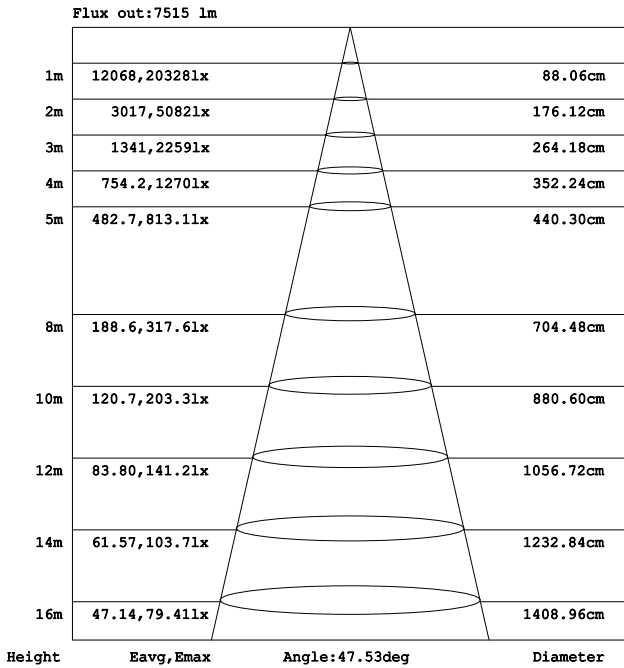 Flux out:7515 lm
1m 12068,20328lx 88.06cm
2m 3017,5082lx 176.12cm
3m 1341,2259lx 264.18cm
4m 754.2,1270lx 352.24cm
5m 482.7,813.1lx 440.30cm
8m 188.6,317.6lx 704.48cm
10m 120.7,203.3lx 880.60cm
12m 83.80,141.2lx 1056.72cm
14m 61.57,103.7lx 1232.84cm
16m 47.14,79.41lx 1408.96cm
Height Eavg,Emax Angle:47.53deg Diameter